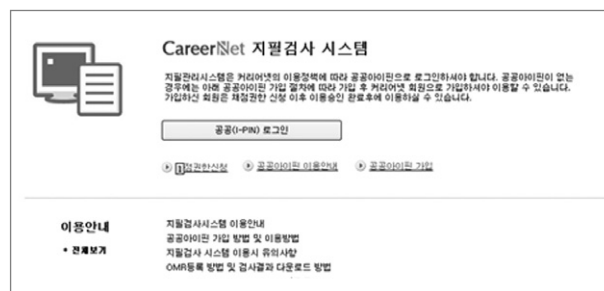 CareerNet 지필검사 시스템
지필관리시스템은 커리어넷의 이용정책에 따라 공공아이핀으로 로그인하셔야 합니다. 공공아이핀이 없는
경우에는 아래 공공아이핀 가입 절차에 따라 가입 후 커리어넷 회원으로 가입하셔야 이용할 수 있습니다.
가입하신 회원은 채점권한 신청 이후 이용승인 완료후에 이용하실 수 있습니다.
공공(I-PIN) 로그인
1점권한신청 공공아이핀 이용안내 공공아이핀 가입
이용안내
• 전체보기
지필검사시스템 이용안내
공공아이핀 가입 방법 및 이용방법
지필검사 시스템 이용시 유의사항
OMR등록 방법 및 검사결과 다운로드 방법